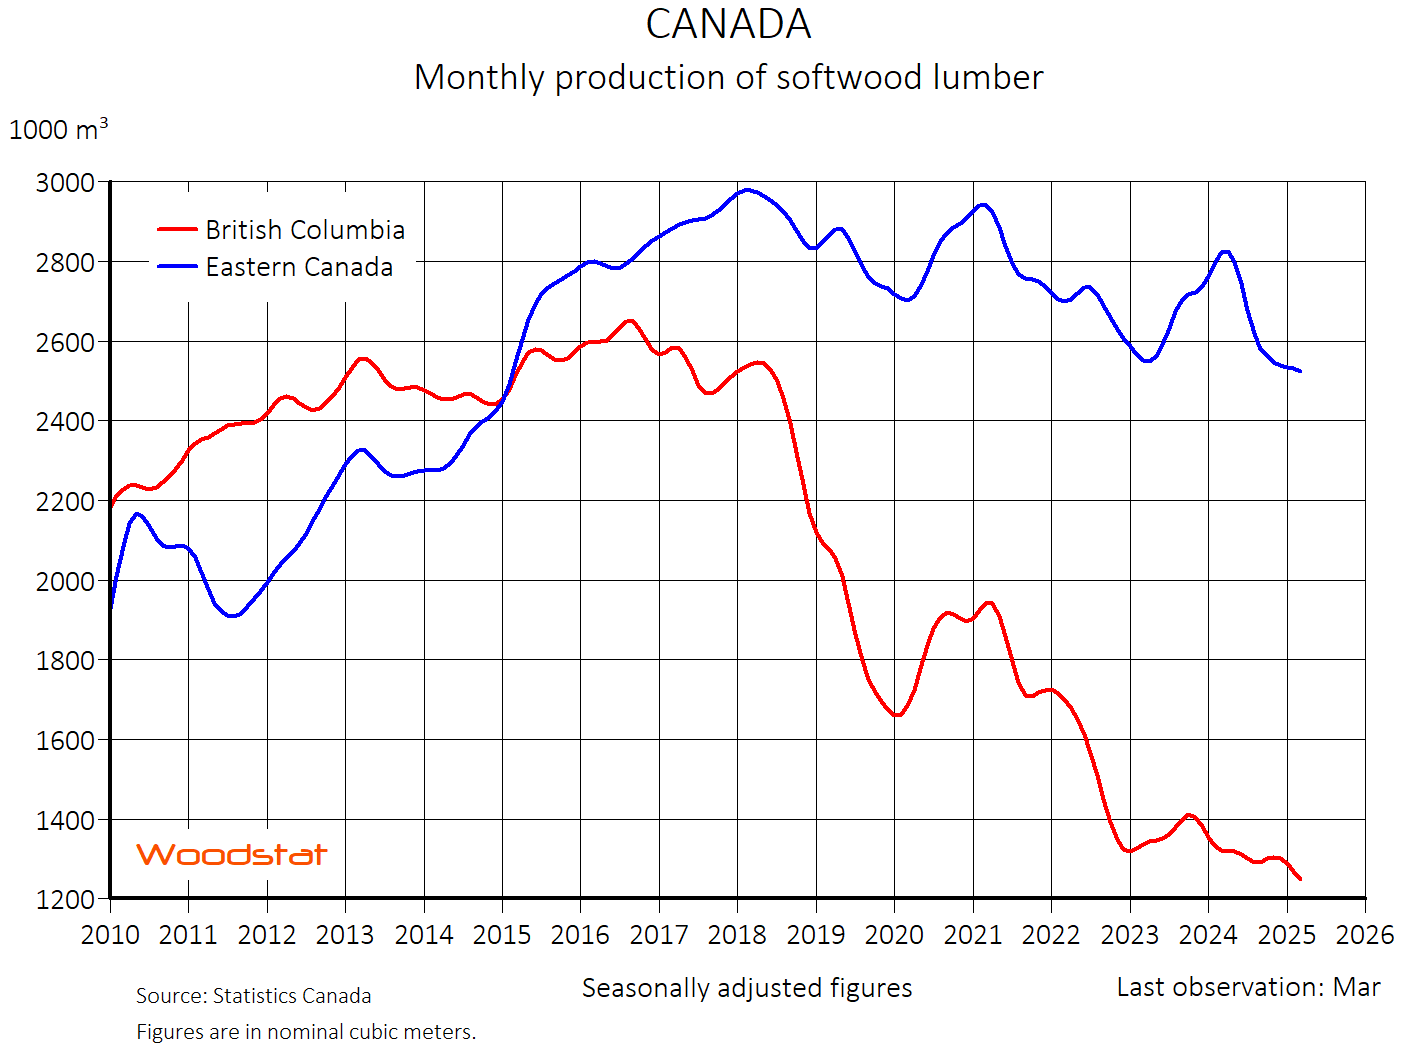 CANADA
Monthly production of softwood lumber
1000 m³
3000
2800
2600
2400
2200
2000
1800
1600
1400
1200
British Columbia
Eastern Canada
Woodstat
2010 2011 2012 2013 2014 2015 2016 2017 2018 2019 2020 2021 2022 2023 2024 2025 2026
Source: Statistics Canada
Seasonally adjusted figures
Last observation: Mar
Figures are in nominal cubic meters.